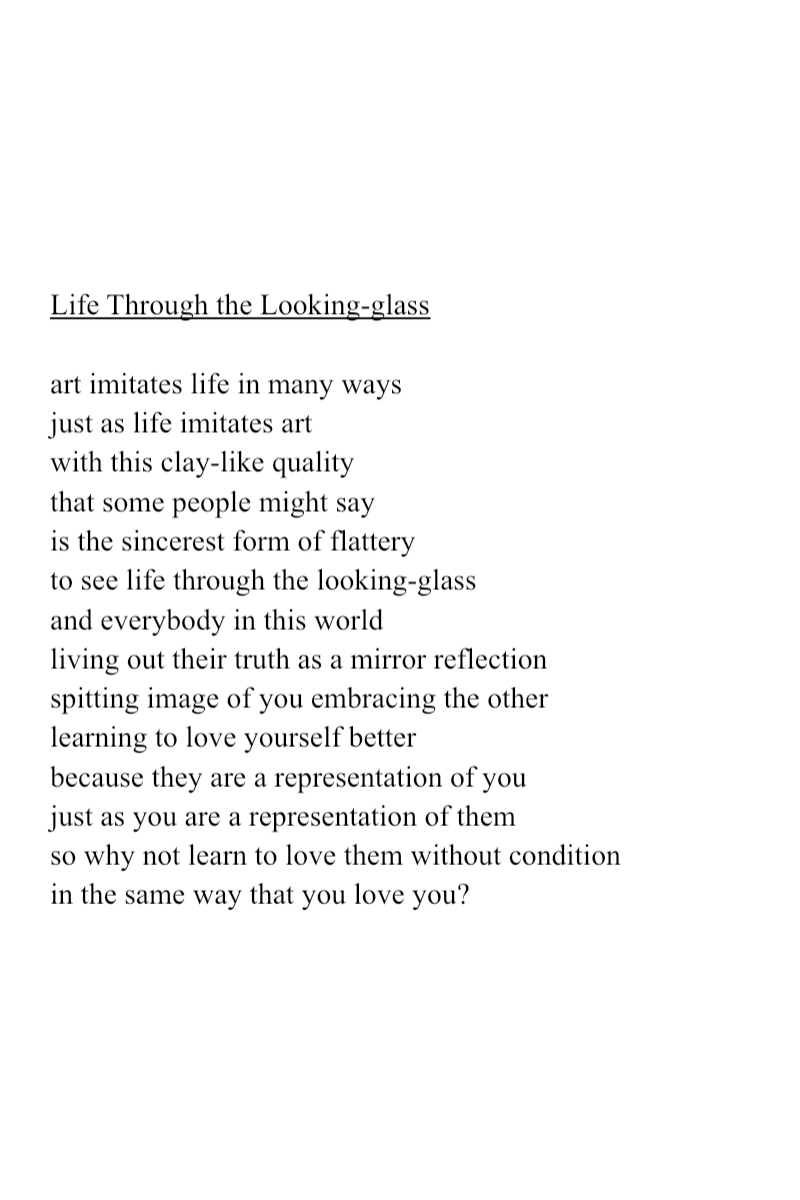 Life Through the Looking-glass
art imitates life in many ways
just as life imitates art
with this clay-like quality
that some people might say
is the sincerest form of flattery
to see life through the looking-glass
and everybody in this world
living out their truth as a mirror reflection
spitting image of you embracing the other
learning to love yourself better
because they are a representation of you
just as you are a representation of them
so why not learn to love them without condition
in the same way that you love you?